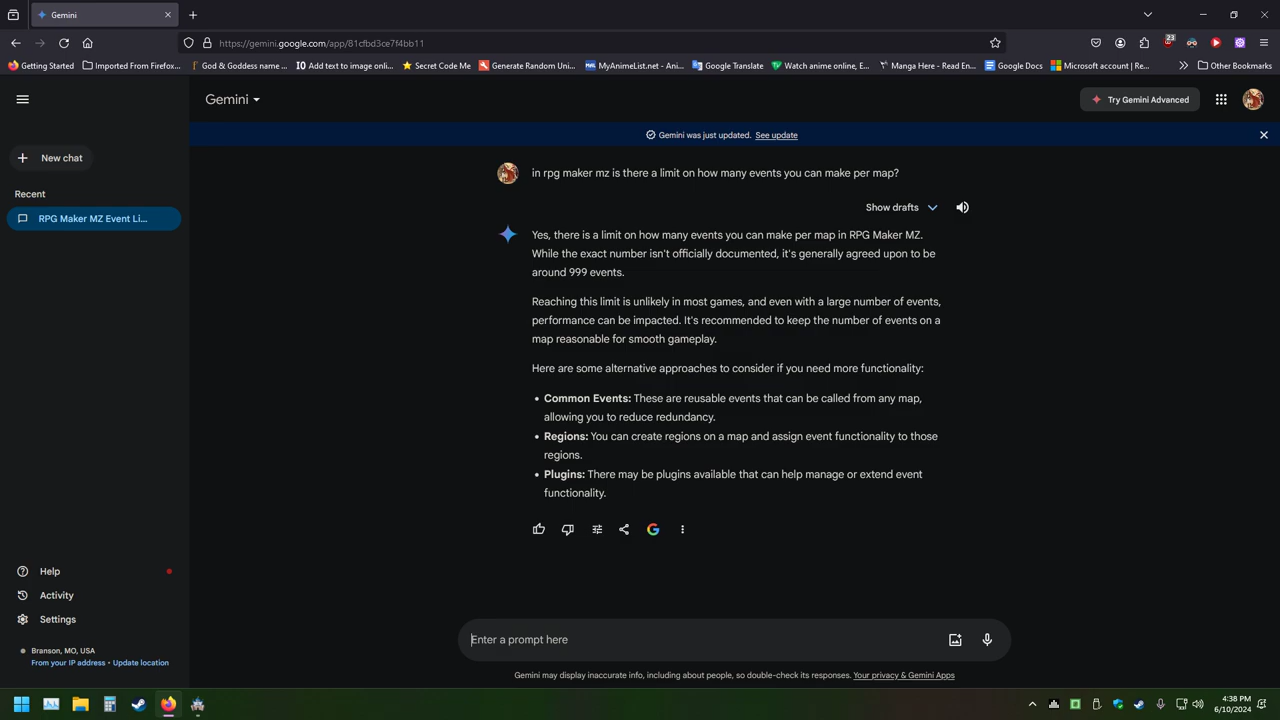 Gemini
https://gemini.google.com/app/81cfbd3ce7f4bb11
23
Getting Started
Imported From Firefox...
God & Goddess name ...
Add text to image onli...
Secret Code Me
Generate Random Uni...
MyAnimeList.net - Ani...
Google Translate
Watch anime online, E...
Manga Here - Read En...
Google Docs
Microsoft account | Re...
Other Bookmarks
Gemini
Try Gemini Advanced
Gemini was just updated. See update
New chat
Recent
RPG Maker MZ Event Li...
in rpg maker mz is there a limit on how many events you can make per map?
Show drafts
Yes, there is a limit on how many events you can make per map in RPG Maker MZ.
While the exact number isn't officially documented, it's generally agreed upon to be
around 999 events.
Reaching this limit is unlikely in most games, and even with a large number of events,
performance can be impacted. It's recommended to keep the number of events on a
map reasonable for smooth gameplay.
Here are some alternative approaches to consider if you need more functionality:
• Common Events: These are reusable events that can be called from any map,
allowing you to reduce redundancy.
• Regions: You can create regions on a map and assign event functionality to those
regions.
• Plugins: There may be plugins available that can help manage or extend event
functionality.
Help
Activity
Settings
Branson, MO, USA
From your IP address • Update location
Enter a prompt here
Gemini may display inaccurate info, including about people, so double-check its responses. Your privacy & Gemini Apps
4:38 PM
6/10/2024